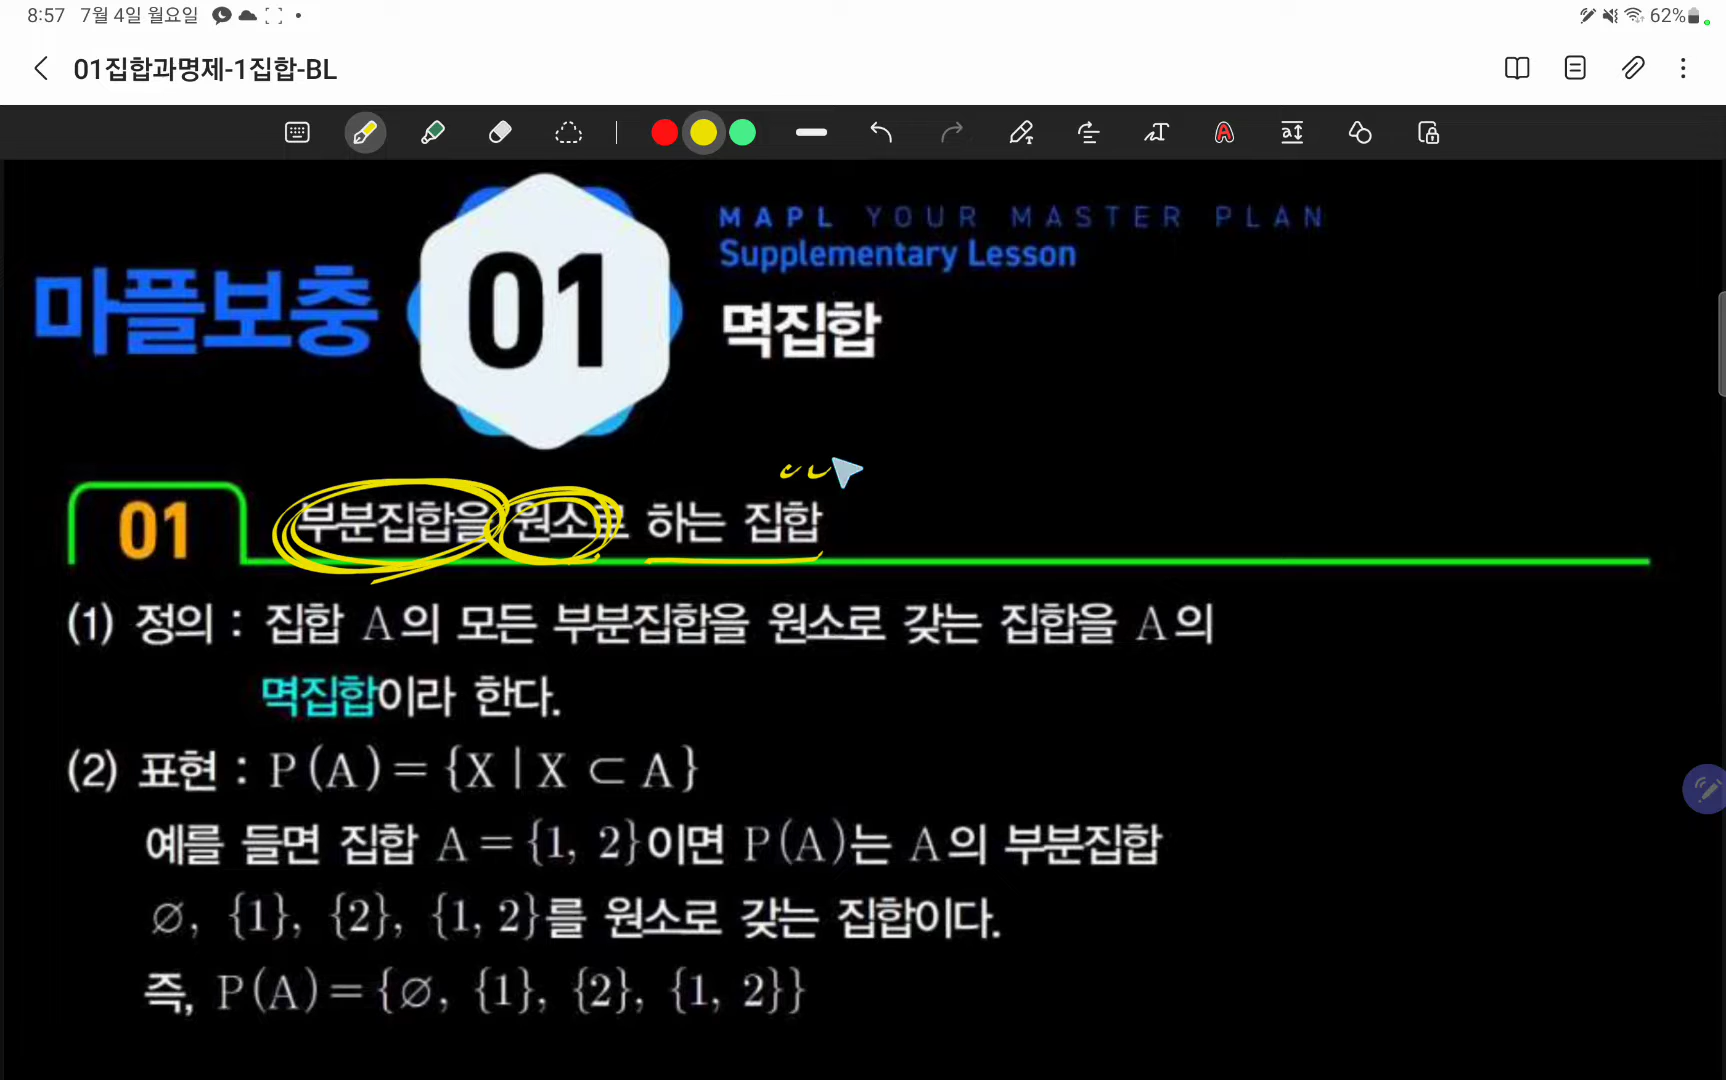 8:57 7월 4일 월요일 62%
01집합과명제-1집합-BL
MAPL YOUR MASTER PLAN
Supplementary Lesson
마플보충 01 멱집합
01 부분집합을 원소로 하는 집합
(1) 정의 : 집합 A의 모든 부분집합을 원소로 갖는 집합을 A의
멱집합이라 한다.
(2) 표현 : P(A)={X | X ⊂ A}
예를 들면 집합 A={1, 2}이면 P(A)는 A의 부분집합
∅, {1}, {2}, {1, 2}를 원소로 갖는 집합이다.
즉, P(A)={∅, {1}, {2}, {1, 2}}